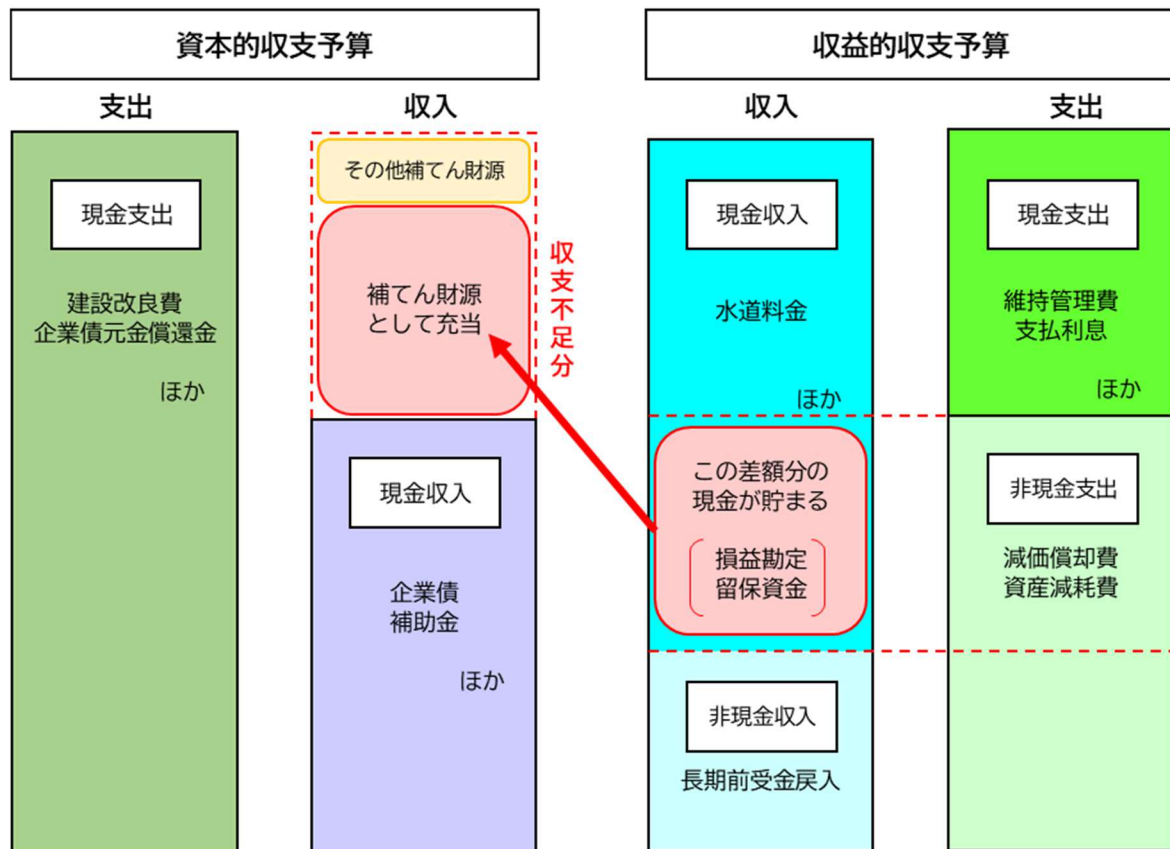 資本的収支予算
支出
収入
現金支出
建設改良費
企業債元金償還金
ほか
その他補てん財源
補てん財源
として充当
収支不足分
現金収入
企業債
補助金
ほか
収益的収支予算
収入
支出
現金収入
水道料金
ほか
この差額分の
現金が貯まる
損益勘定
留保資金
非現金収入
長期前受金戻入
現金支出
維持管理費
支払利息
ほか
非現金支出
減価償却費
資産減耗費